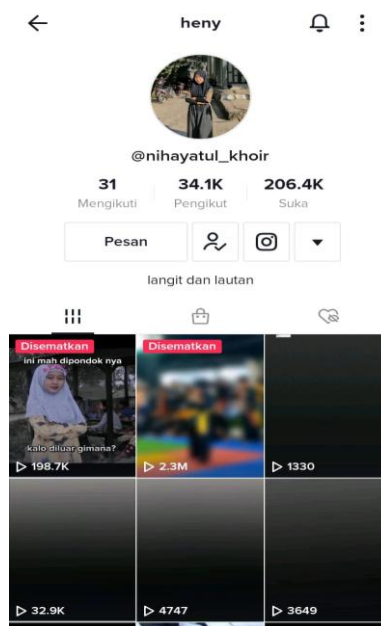 heny
@nihayatul_khoir
31 34.1K 206.4K
Mengikuti Pengikut Suka
Pesan
langit dan lautan
Disematkan Disematkan
ini mah dipondok nya
kalo diluar gimana?
198.7K 2.3M 1330
32.9K 4747 3649